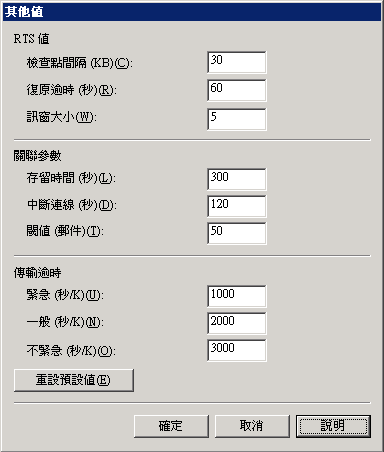 其他值
RTS 值
檢查點間隔 (KB)(C): 30
復原逾時 (秒)(R): 60
訊窗大小(W): 5
關聯參數
存留時間 (秒)(L): 300
中斷連線 (秒)(D): 120
閾值 (郵件)(T): 50
傳輸逾時
緊急 (秒/K)(U): 1000
一般 (秒/K)(N): 2000
不緊急 (秒/K)(O): 3000
重設預設值(E)
確定 取消 說明